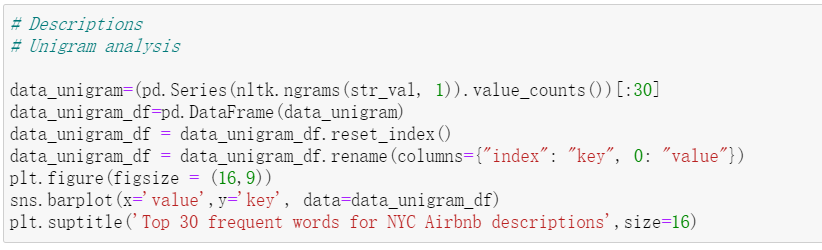 # Descriptions
# Unigram analysis
data_unigram=(pd.Series(nltk.ngrams(str_val, 1)).value_counts())[:30]
data_unigram_df=pd.DataFrame(data_unigram)
data_unigram_df = data_unigram_df.reset_index()
data_unigram_df = data_unigram_df.rename(columns={"index": "key", 0: "value"})
plt.figure(figsize = (16,9))
sns.barplot(x='value',y='key', data=data_unigram_df)
plt.suptitle('Top 30 frequent words for NYC Airbnb descriptions',size=16)